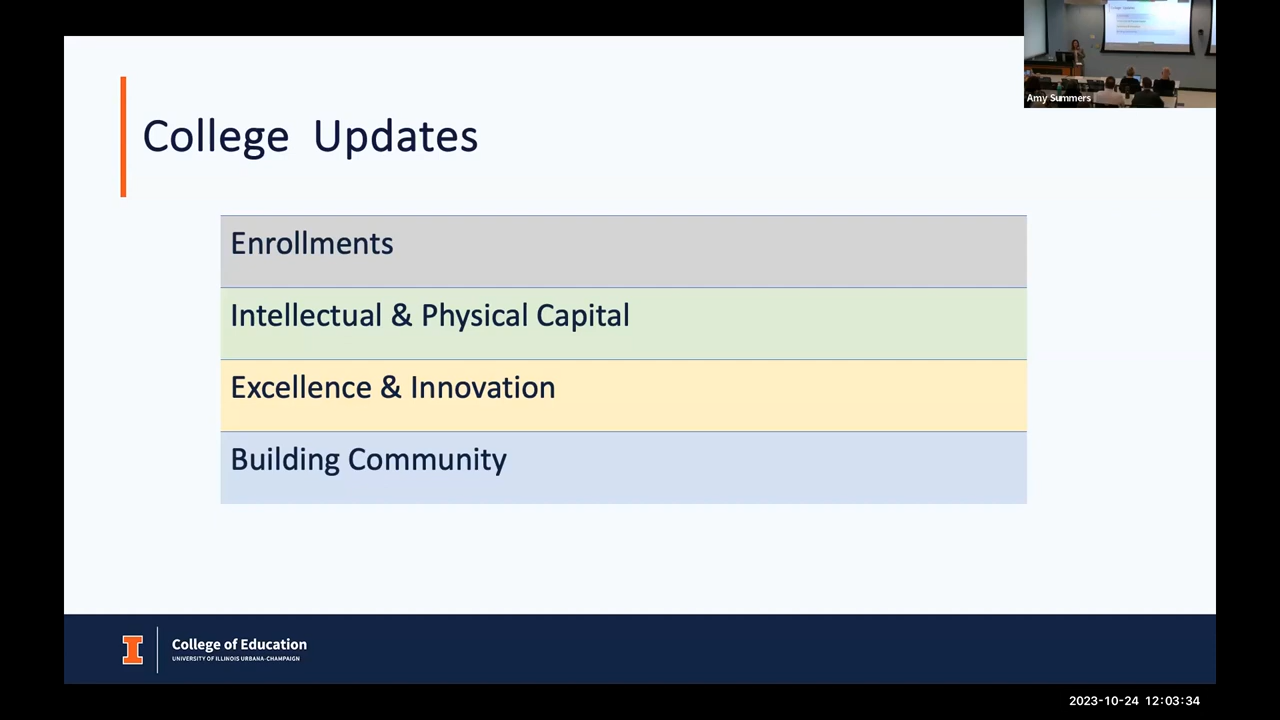 College Updates
Enrollments
Intellectual & Physical Capital
Excellence & Innovation
Building Community
College of Education
UNIVERSITY OF ILLINOIS URBANA-CHAMPAIGN
Amy Summers
2023-10-24 12:03:34